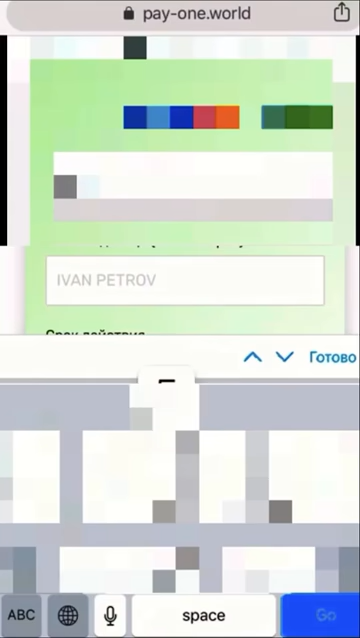 pay-one.world
IVAN PETROV
Срок действия
Готово
ABC
space
Go